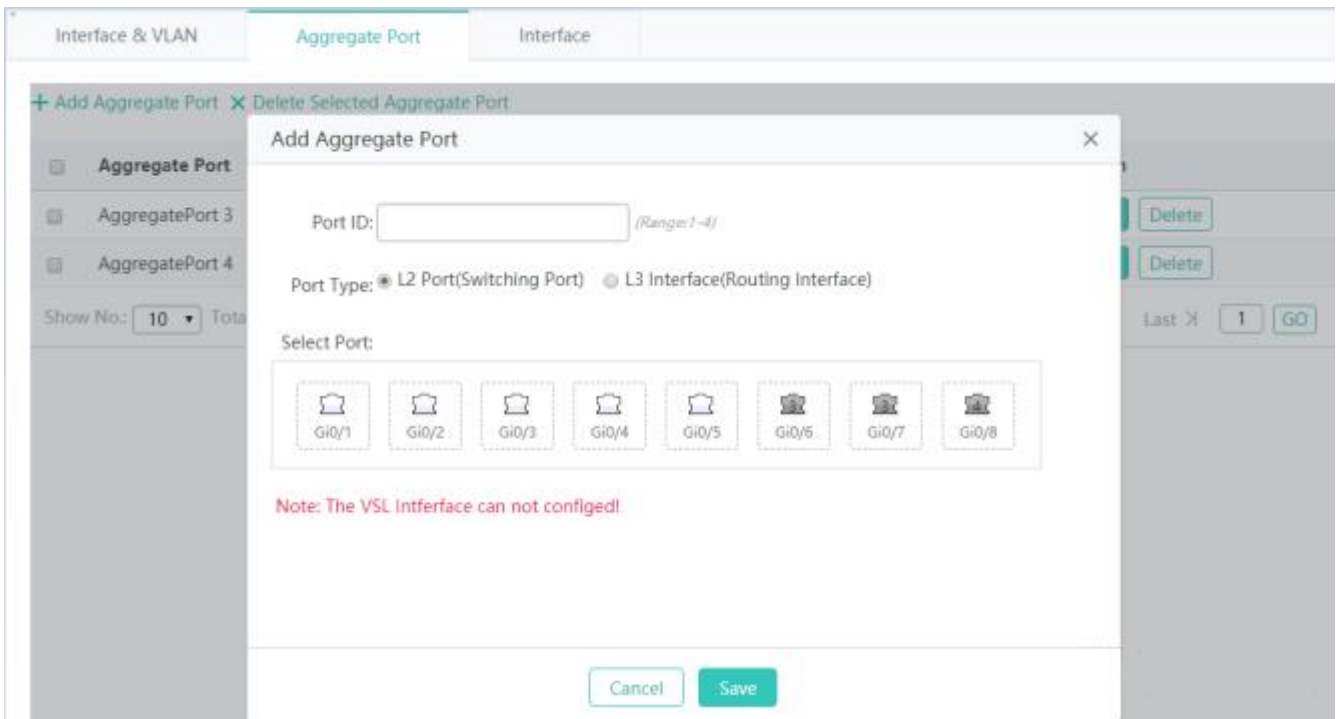 Interface & VLAN Aggregate Port Interface
+ Add Aggregate Port × Delete Selected Aggregate Port
Add Aggregate Port ×
Aggregate Port
AggregatePort 3 Delete
AggregatePort 4 Delete
Show No.: 10 Tota Last 1 GO
Port ID: (Range:1-4)
Port Type: L2 Port(Switching Port) L3 Interface(Routing Interface)
Select Port:
Gi0/1 Gi0/2 Gi0/3 Gi0/4 Gi0/5 Gi0/6 Gi0/7 Gi0/8
Note: The VSL Intferface can not configed!
Cancel Save